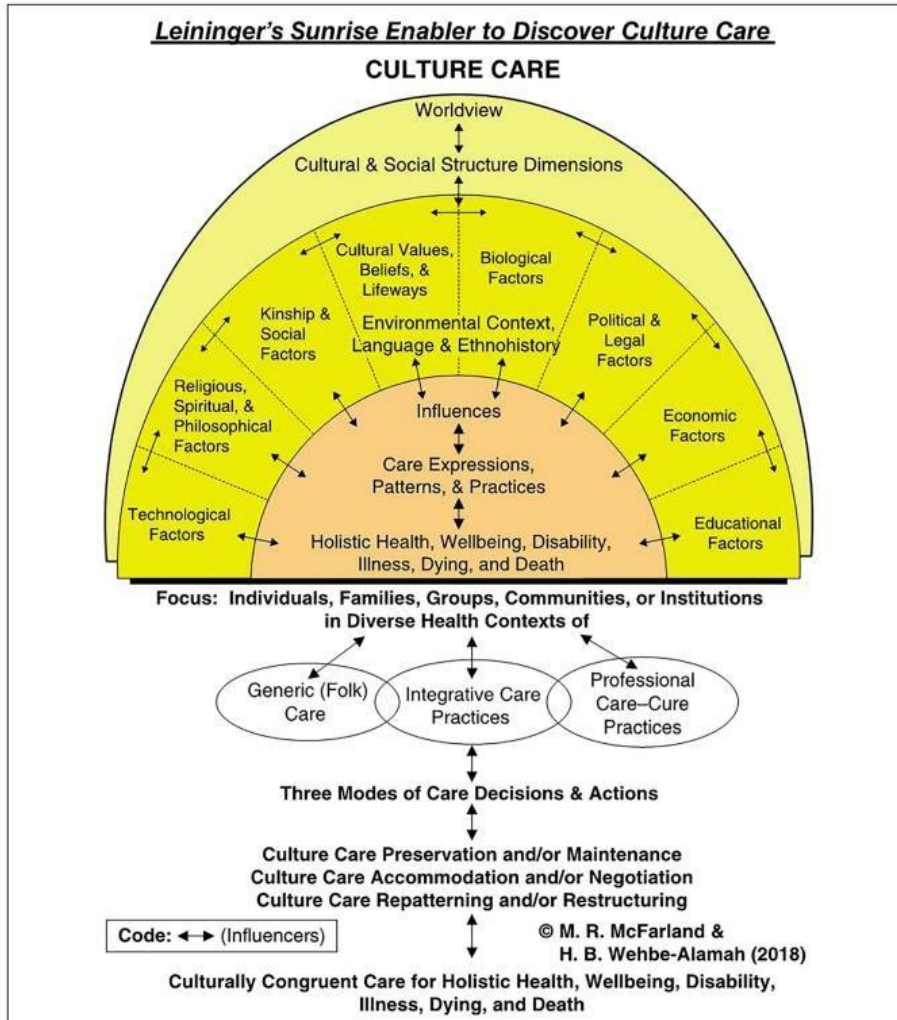 Leininger's Sunrise Enabler to Discover Culture Care
CULTURE CARE
Worldview
Cultural & Social Structure Dimensions
Cultural Values,
Beliefs, &
Lifeways
Biological
Factors
Kinship &
Social
Factors
Environmental Context,
Language & Ethnohistory
Political &
Legal
Factors
Religious,
Spiritual, &
Philosophical
Factors
Economic
Factors
Technological
Factors
Educational
Factors
Influences
Care Expressions,
Patterns, & Practices
Holistic Health, Wellbeing, Disability,
Illness, Dying, and Death
Focus: Individuals, Families, Groups, Communities, or Institutions
in Diverse Health Contexts of
Generic (Folk)
Care
Integrative Care
Practices
Professional
Care–Cure
Practices
Three Modes of Care Decisions & Actions
Culture Care Preservation and/or Maintenance
Culture Care Accommodation and/or Negotiation
Culture Care Repatterning and/or Restructuring
Code: ↔ (Influencers)
© M. R. McFarland &
H. B. Wehbe-Alamah (2018)
Culturally Congruent Care for Holistic Health, Wellbeing, Disability,
Illness, Dying, and Death